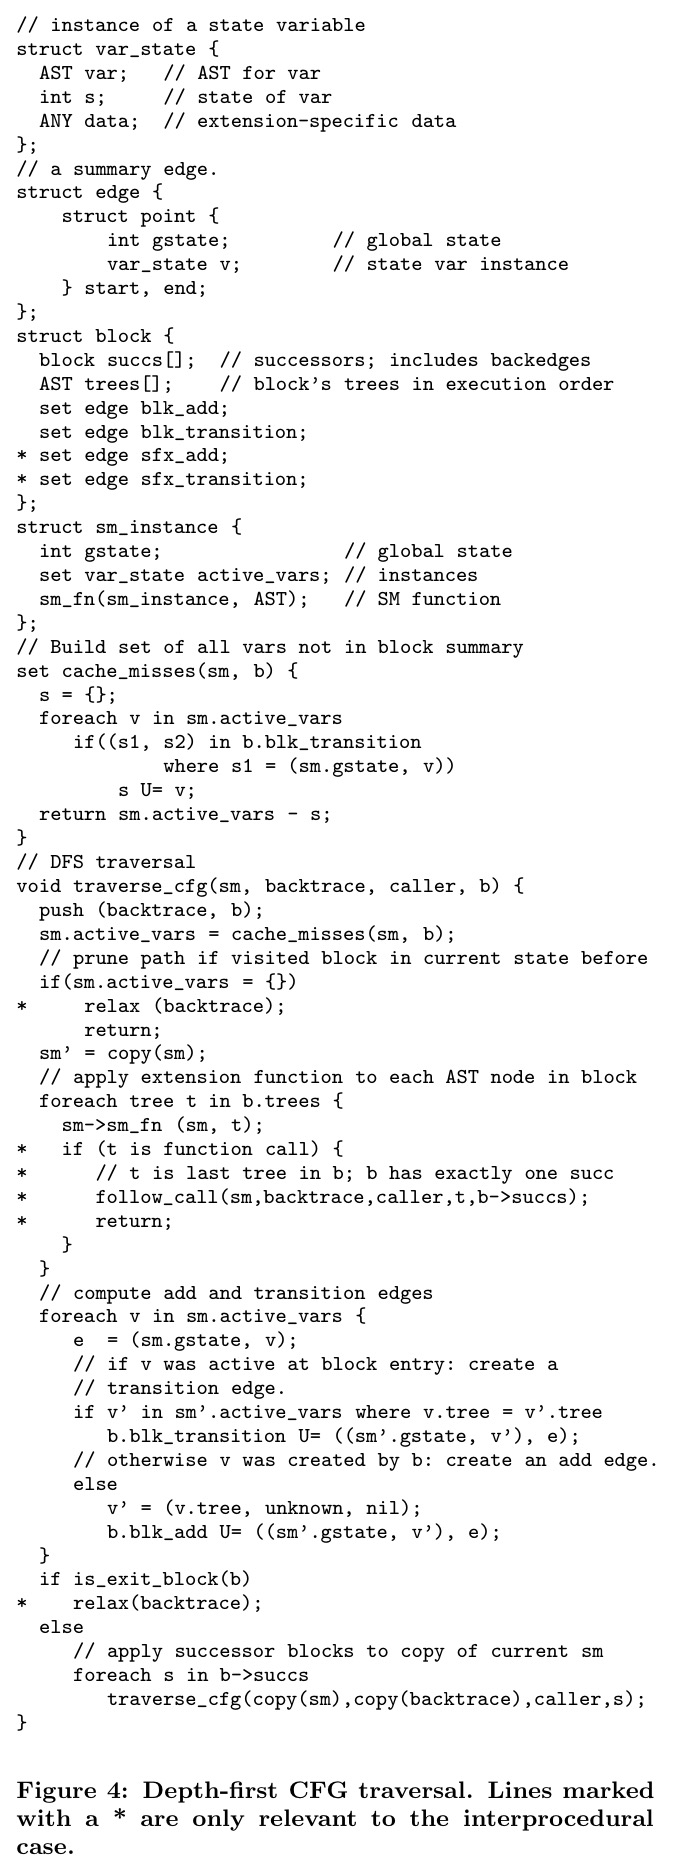 // instance of a state variable
struct var_state {
  AST var;   // AST for var
  int s;     // state of var
  ANY data;  // extension-specific data
};
// a summary edge.
struct edge {
    struct point {
        int gstate;         // global state
        var_state v;        // state var instance
    } start, end;
};
struct block {
  block succs[];  // successors; includes backedges
  AST trees[];    // block's trees in execution order
  set edge blk_add;
  set edge blk_transition;
* set edge sfx_add;
* set edge sfx_transition;
};
struct sm_instance {
  int gstate;                // global state
  set var_state active_vars; // instances
  sm_fn(sm_instance, AST);   // SM function
};
// Build set of all vars not in block summary
set cache_misses(sm, b) {
  s = {};
  foreach v in sm.active_vars
     if((s1, s2) in b.blk_transition
             where s1 = (sm.gstate, v))
         s U= v;
  return sm.active_vars - s;
}
// DFS traversal
void traverse_cfg(sm, backtrace, caller, b) {
  push (backtrace, b);
  sm.active_vars = cache_misses(sm, b);
  // prune path if visited block in current state before
  if(sm.active_vars = {})
*     relax (backtrace);
      return;
  sm' = copy(sm);
  // apply extension function to each AST node in block
  foreach tree t in b.trees {
    sm->sm_fn (sm, t);
*   if (t is function call) {
*      // t is last tree in b; b has exactly one succ
*      follow_call(sm,backtrace,caller,t,b->succs);
*      return;
    }
  }
  // compute add and transition edges
  foreach v in sm.active_vars {
     e  = (sm.gstate, v);
     // if v was active at block entry: create a
     // transition edge.
     if v' in sm'.active_vars where v.tree = v'.tree
        b.blk_transition U= ((sm'.gstate, v'), e);
     // otherwise v was created by b: create an add edge.
     else
        v' = (v.tree, unknown, nil);
        b.blk_add U= ((sm'.gstate, v'), e);
  }
  if is_exit_block(b)
*    relax(backtrace);
  else
     // apply successor blocks to copy of current sm
     foreach s in b->succs
        traverse_cfg(copy(sm),copy(backtrace),caller,s);
}
Figure 4: Depth-first CFG traversal. Lines marked
with a * are only relevant to the interprocedural
case.